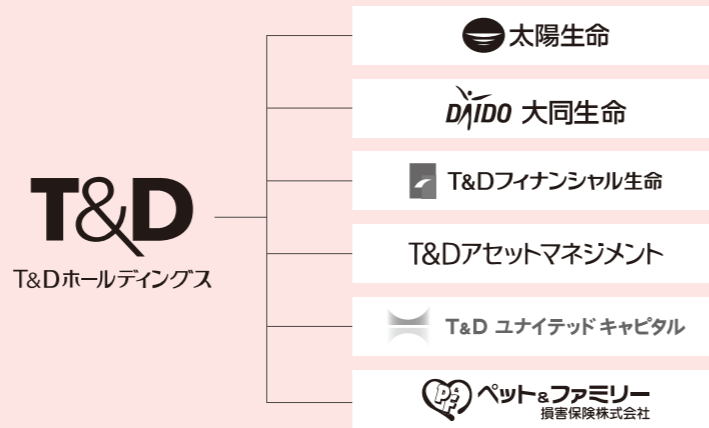 T&D
T&Dホールディングス
太陽生命
DAIDO 大同生命
T&Dフィナンシャル生命
T&Dアセットマネジメント
T&D ユナイテッドキャピタル
P&F ペット&ファミリー
損害保険株式会社